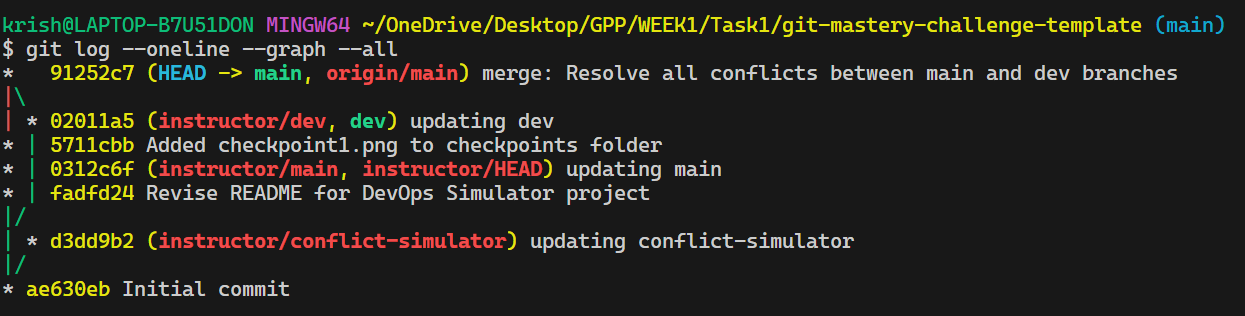 krish@LAPTOP-B7U51DON MINGW64 ~/OneDrive/Desktop/GPP/WEEK1/Task1/git-mastery-challenge-template (main)
$ git log --oneline --graph --all
*   91252c7 (HEAD -> main, origin/main) merge: Resolve all conflicts between main and dev branches
|\
| * 02011a5 (instructor/dev, dev) updating dev
* | 5711cbb Added checkpoint1.png to checkpoints folder
* | 0312c6f (instructor/main, instructor/HEAD) updating main
* | fadfd24 Revise README for DevOps Simulator project
|/
| * d3dd9b2 (instructor/conflict-simulator) updating conflict-simulator
|/
* ae630eb Initial commit